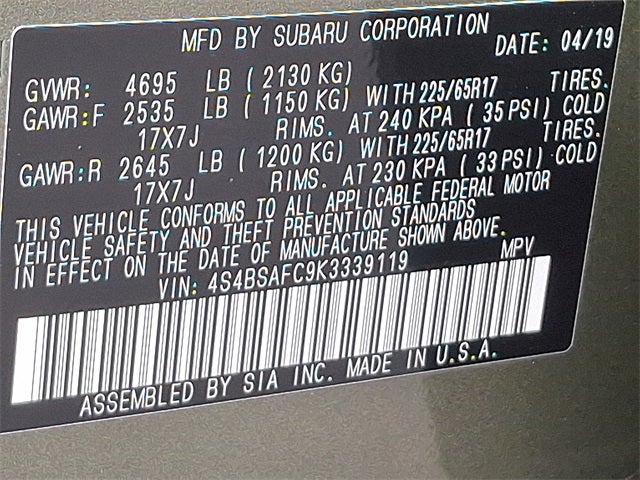 MFD BY SUBARU CORPORATION DATE: 04/19
GVWR: 4695 LB ( 2130 KG)
GAWR:F 2535 LB ( 1150 KG) WITH 225/65R17 TIRES.
17X7J RIMS. AT 240 KPA ( 35 PSI) COLD
GAWR:R 2645 LB ( 1200 KG) WITH 225/65R17 TIRES.
17X7J RIMS. AT 230 KPA ( 33 PSI) COLD
THIS VEHICLE CONFORMS TO ALL APPLICABLE FEDERAL MOTOR
VEHICLE SAFETY AND THEFT PREVENTION STANDARDS
IN EFFECT ON THE DATE OF MANUFACTURE SHOWN ABOVE.
VIN: 4S4BSAFC9K3339119 MPV
ASSEMBLED BY SIA INC. MADE IN U.S.A.